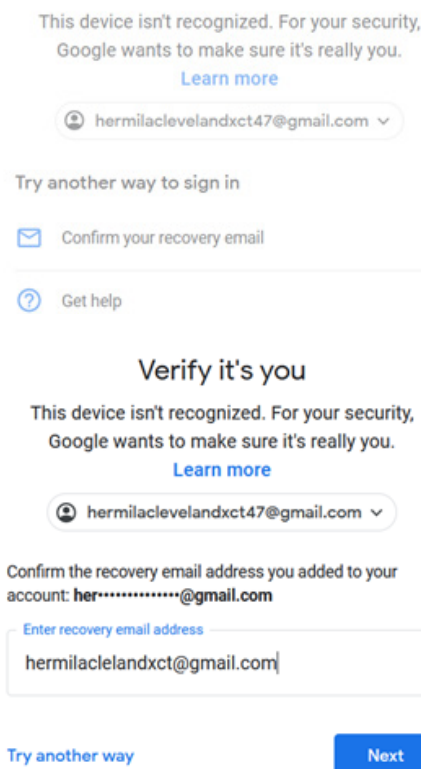 This device isn't recognized. For your security,
Google wants to make sure it's really you.
Learn more
hermilaclevelandxct47@gmail.com
Try another way to sign in
Confirm your recovery email
Get help
Verify it's you
This device isn't recognized. For your security,
Google wants to make sure it's really you.
Learn more
hermilaclevelandxct47@gmail.com
Confirm the recovery email address you added to your
account: her••••••••••••••@gmail.com
Enter recovery email address
hermilaclelandxct@gmail.com
Try another way Next